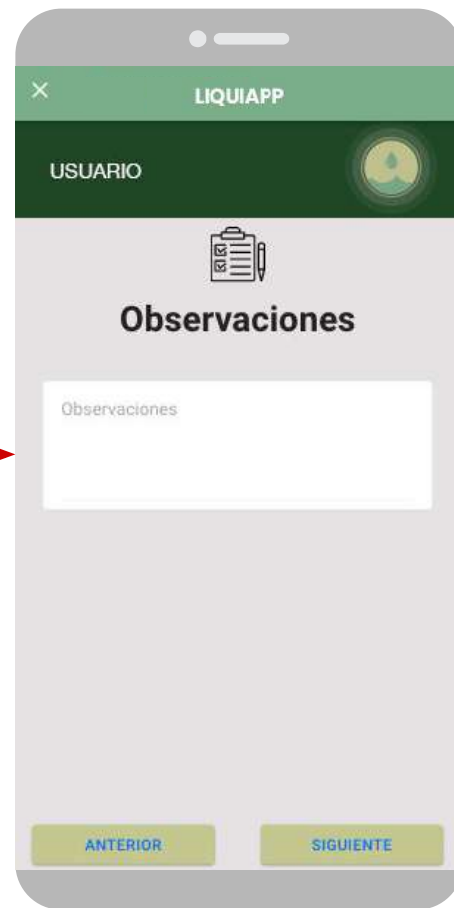 LIQUIAPP
USUARIO
Observaciones
Observaciones
ANTERIOR
SIGUIENTE